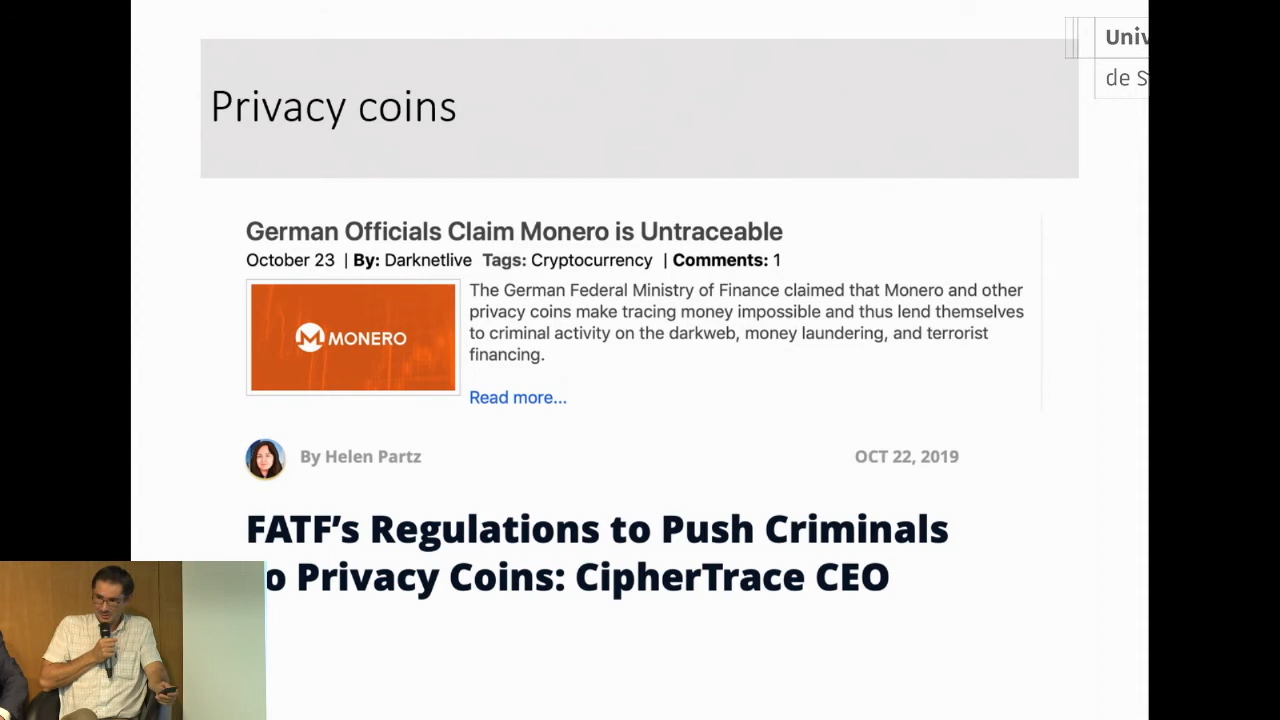 Univ
de S
Privacy coins
German Officials Claim Monero is Untraceable
October 23 | By: Darknetlive Tags: Cryptocurrency | Comments: 1
The German Federal Ministry of Finance claimed that Monero and other
privacy coins make tracing money impossible and thus lend themselves
to criminal activity on the darkweb, money laundering, and terrorist
financing.
MONERO
Read more...
By Helen Partz
OCT 22, 2019
FATF’s Regulations to Push Criminals
o Privacy Coins: CipherTrace CEO